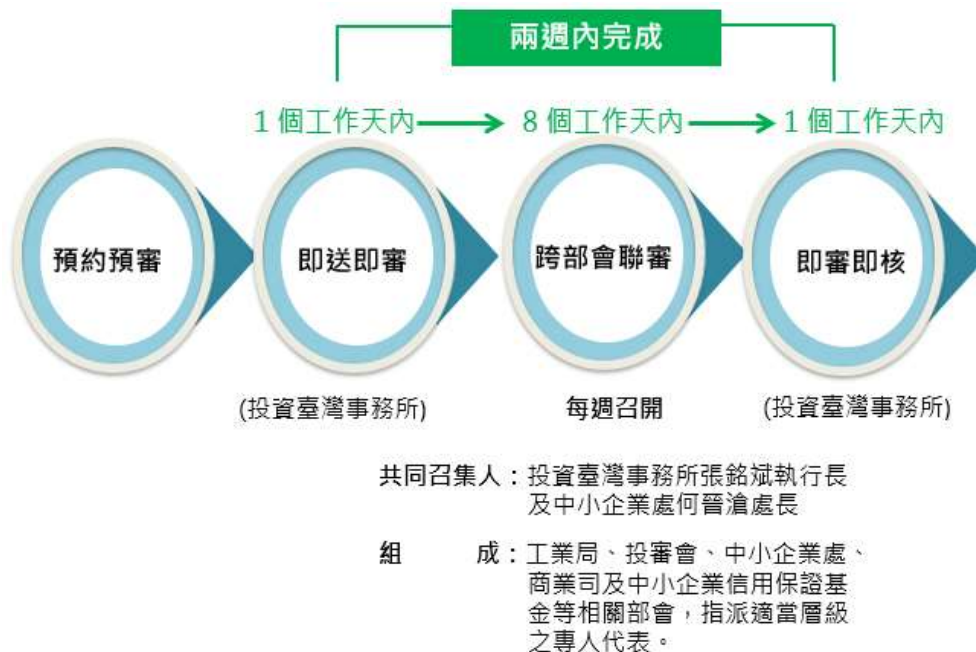 兩週內完成
1 個工作天內 8 個工作天內 1 個工作天內
預約預審 即送即審 跨部會聯審 即審即核
(投資臺灣事務所) 每週召開 (投資臺灣事務所)
共同召集人：投資臺灣事務所張銘斌執行長
及中小企業處何晉滄處長
組 成：工業局、投審會、中小企業處、
商業司及中小企業信用保證基
金等相關部會，指派適當層級
之專人代表。